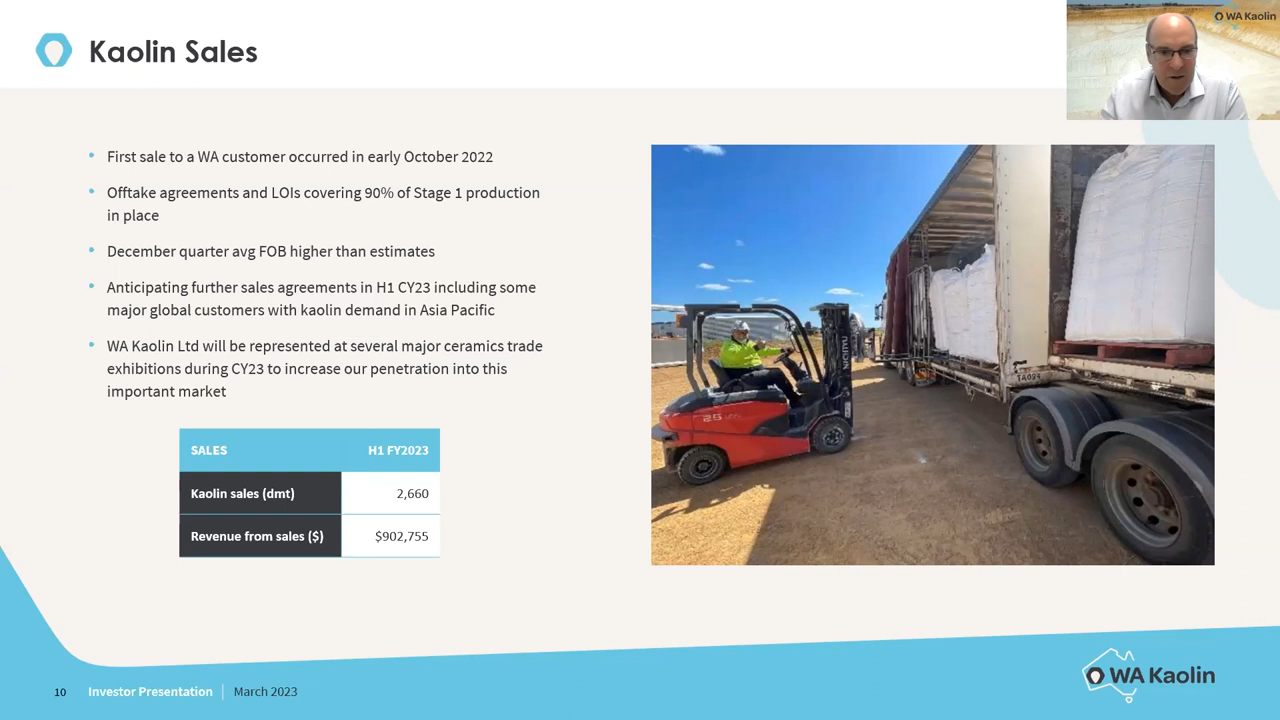 Kaolin Sales
WA Kaolin
First sale to a WA customer occurred in early October 2022
Offtake agreements and LOIs covering 90% of Stage 1 production
in place
December quarter avg FOB higher than estimates
Anticipating further sales agreements in H1 CY23 including some
major global customers with kaolin demand in Asia Pacific
WA Kaolin Ltd will be represented at several major ceramics trade
exhibitions during CY23 to increase our penetration into this
important market
SALES H1 FY2023
Kaolin sales (dmt) 2,660
Revenue from sales ($) $902,755
NICHIYU
25
10 Investor Presentation March 2023
WA Kaolin